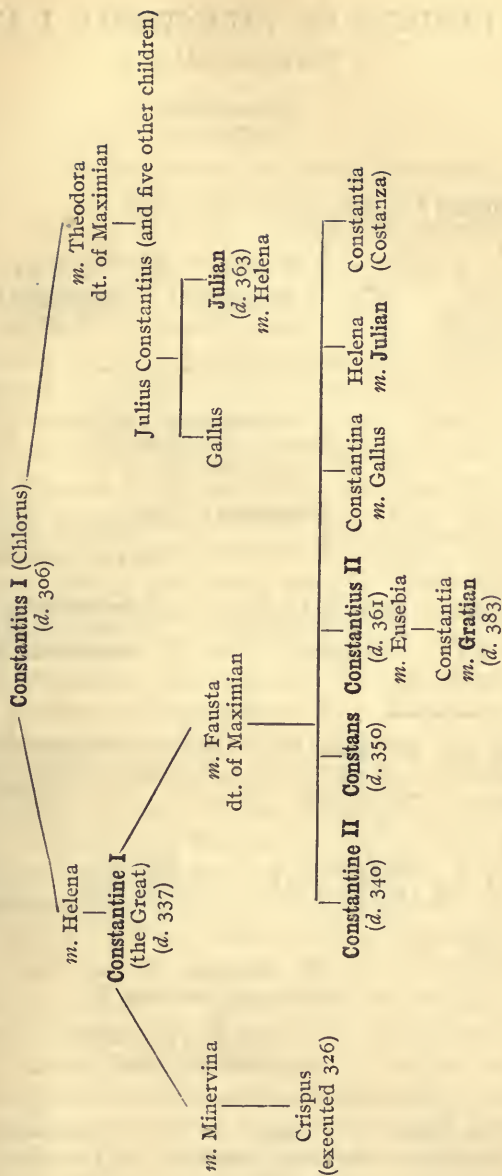 Constantius I (Chlorus)
(d. 306)
m. Helena
m. Theodora
dt. of Maximian
Constantine I
(the Great)
(d. 337)
Julius Constantius (and five other children)
m. Minervina
m. Fausta
dt. of Maximian
Gallus
Julian
(d. 363)
m. Helena
Crispus
(executed 326)
Constantine II
(d. 340)
Constans
(d. 350)
Constantius II
(d. 361)
m. Eusebia
Constantina
m. Gallus
Helena
m. Julian
Constantia
(Costanza)
Constantia
m. Gratian
(d. 383)